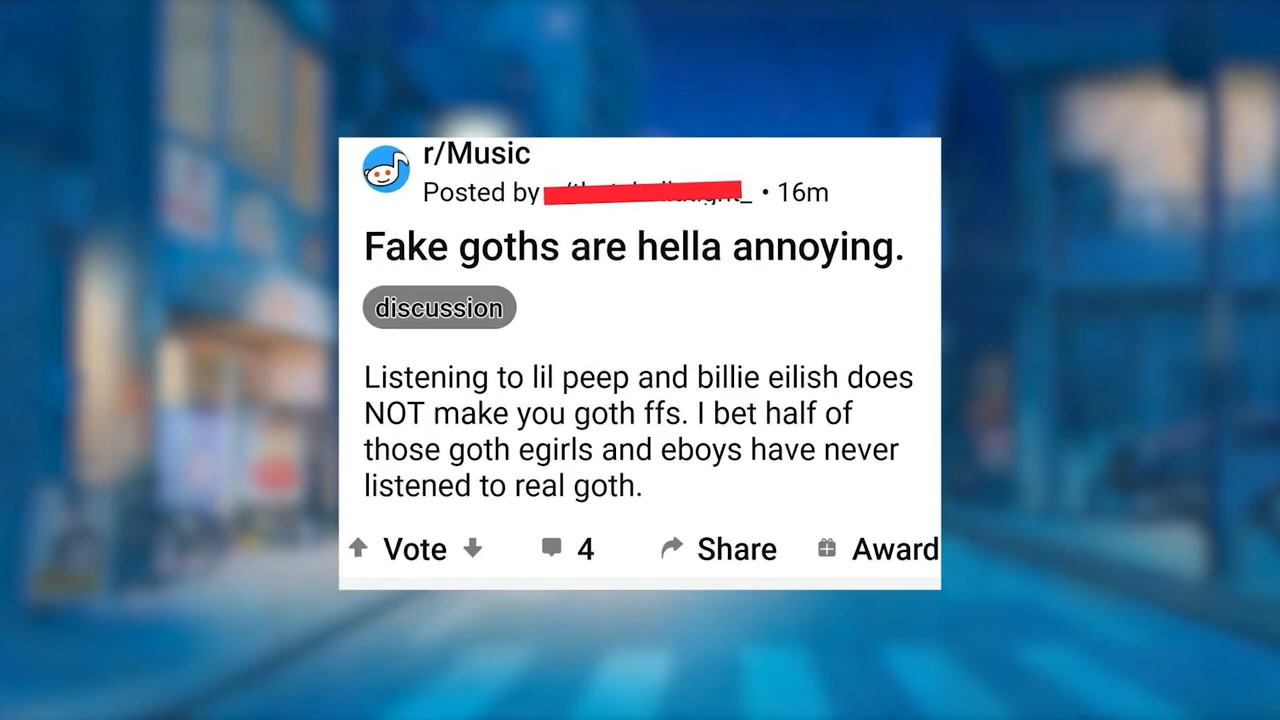 r/Music
Posted by • 16m
Fake goths are hella annoying.
discussion
Listening to lil peep and billie eilish does
NOT make you goth ffs. I bet half of
those goth egirls and eboys have never
listened to real goth.
Vote 4 Share Award